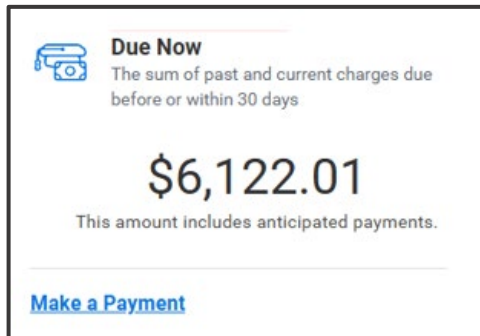 Due Now
The sum of past and current charges due
before or within 30 days
$6,122.01
This amount includes anticipated payments.
Make a Payment